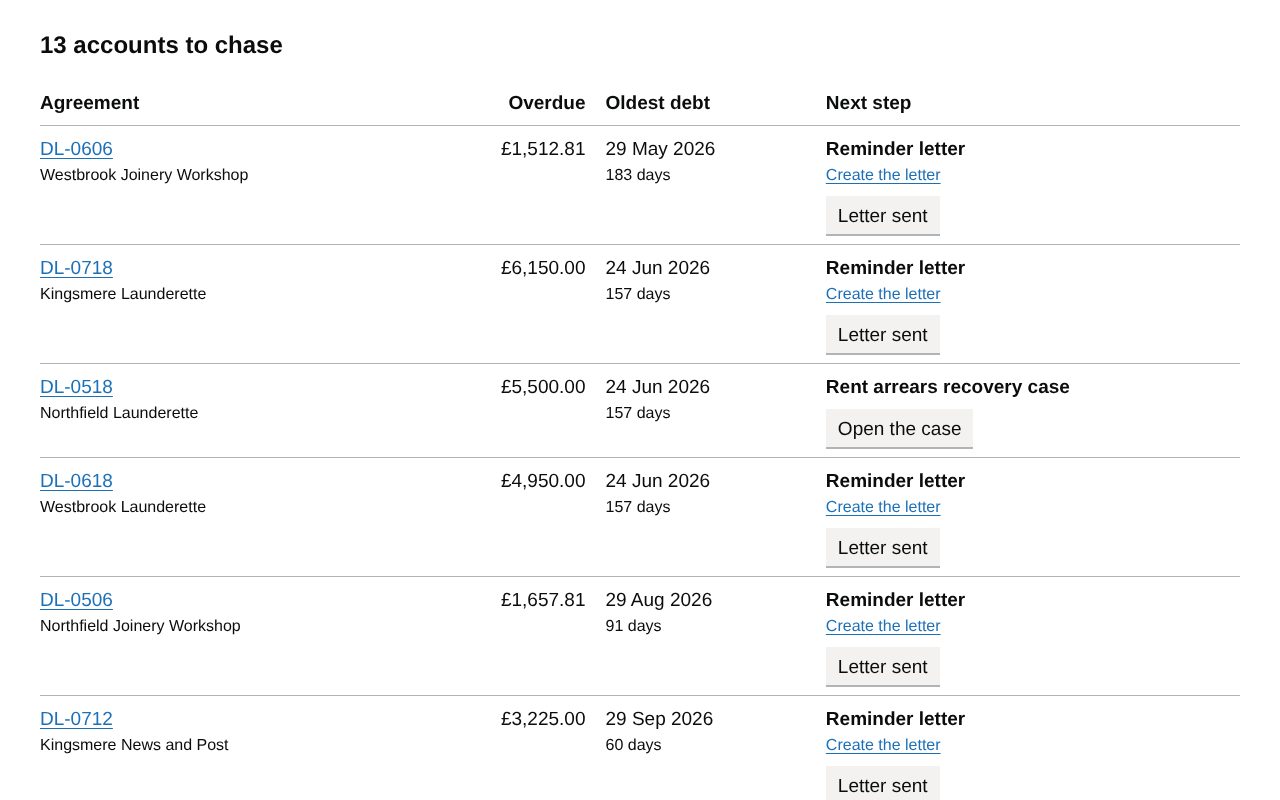 13 accounts to chase
Agreement Overdue Oldest debt Next step
DL-0606 £1,512.81 29 May 2026 Reminder letter
Westbrook Joinery Workshop 183 days Create the letter
Letter sent
DL-0718 £6,150.00 24 Jun 2026 Reminder letter
Kingsmere Launderette 157 days Create the letter
Letter sent
DL-0518 £5,500.00 24 Jun 2026 Rent arrears recovery case
Northfield Launderette 157 days
Open the case
DL-0618 £4,950.00 24 Jun 2026 Reminder letter
Westbrook Launderette 157 days Create the letter
Letter sent
DL-0506 £1,657.81 29 Aug 2026 Reminder letter
Northfield Joinery Workshop 91 days Create the letter
Letter sent
DL-0712 £3,225.00 29 Sep 2026 Reminder letter
Kingsmere News and Post 60 days Create the letter
Letter sent